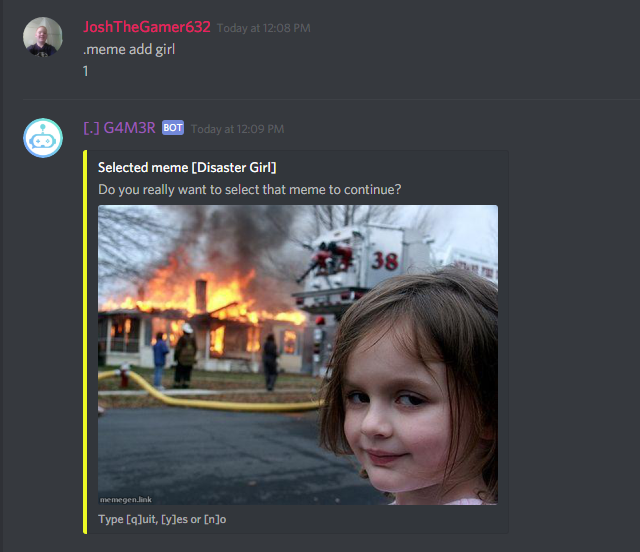 JoshTheGamer632 Today at 12:08 PM
.meme add girl
1
[.] G4M3R BOT Today at 12:09 PM
Selected meme [Disaster Girl]
Do you really want to select that meme to continue?
38
memegen.link
Type [q]uit, [y]es or [n]o